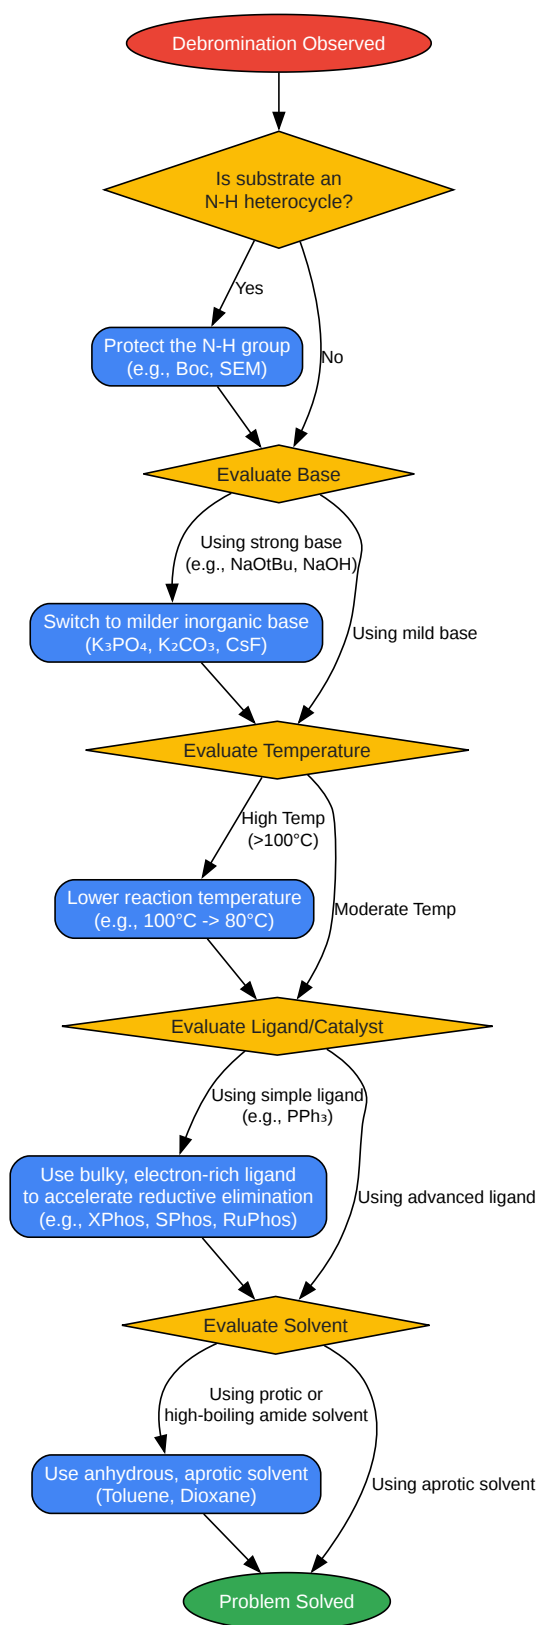 Debromination Observed
Is substrate an
N-H heterocycle?
Yes
Protect the N-H group
(e.g., Boc, SEM)
No
Evaluate Base
Using strong base
(e.g., NaOtBu, NaOH)
Switch to milder inorganic base
(K₃PO₄, K₂CO₃, CsF)
Using mild base
Evaluate Temperature
High Temp
(>100°C)
Lower reaction temperature
(e.g., 100°C -> 80°C)
Moderate Temp
Evaluate Ligand/Catalyst
Using simple ligand
(e.g., PPh₃)
Use bulky, electron-rich ligand
to accelerate reductive elimination
(e.g., XPhos, SPhos, RuPhos)
Using advanced ligand
Evaluate Solvent
Using protic or
high-boiling amide solvent
Use anhydrous, aprotic solvent
(Toluene, Dioxane)
Using aprotic solvent
Problem Solved